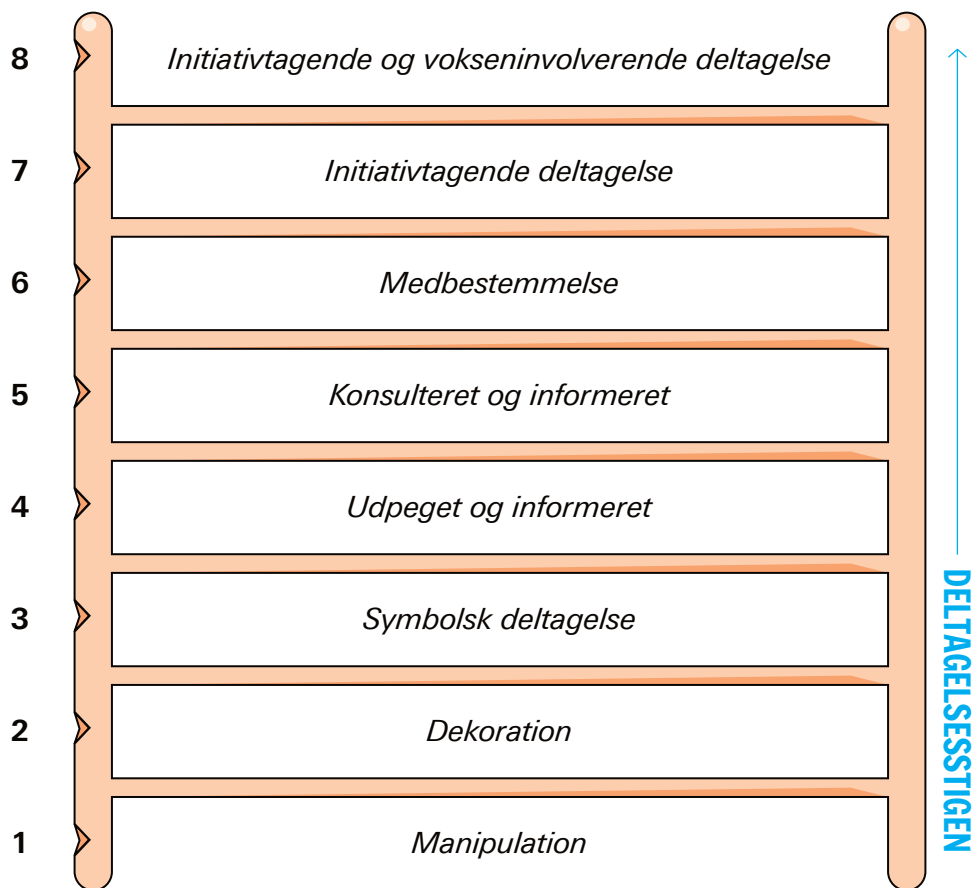 8 Initiativtagende og vokseninvolverende deltagelse
7 Initiativtagende deltagelse
6 Medbestemmelse
5 Konsulteret og informeret
4 Udpeget og informeret
3 Symbolsk deltagelse
2 Dekoration
1 Manipulation
DELTAGELSESSTIGEN